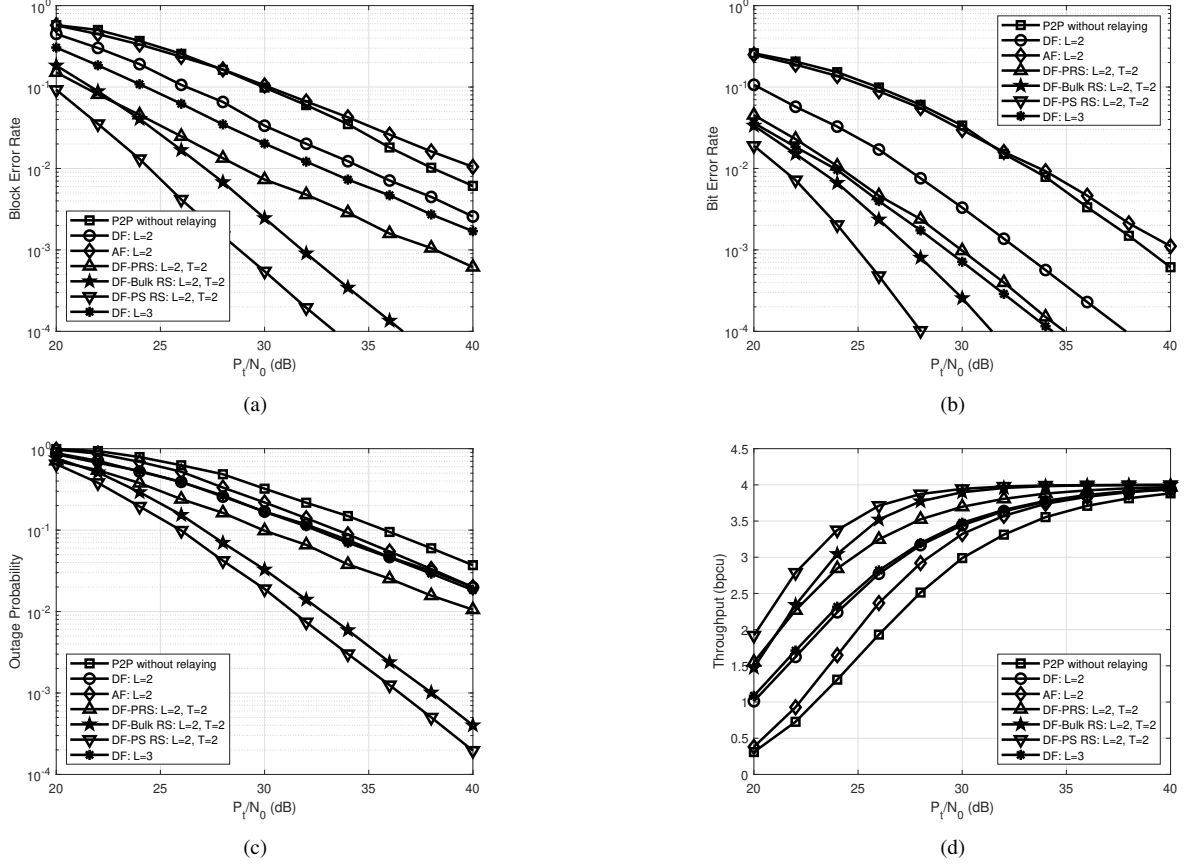 10^0
10^-1
10^-2
10^-3
10^-4
Block Error Rate
P2P without relaying
DF: L=2
AF: L=2
DF-PRS: L=2, T=2
DF-Bulk RS: L=2, T=2
DF-PS RS: L=2, T=2
DF: L=3
20 25 30 35 40
P_t/N_0 (dB)
(a)
10^0
10^-1
10^-2
10^-3
10^-4
Bit Error Rate
P2P without relaying
DF: L=2
AF: L=2
DF-PRS: L=2, T=2
DF-Bulk RS: L=2, T=2
DF-PS RS: L=2, T=2
DF: L=3
20 25 30 35 40
P_t/N_0 (dB)
(b)
10^0
10^-1
10^-2
10^-3
10^-4
Outage Probability
P2P without relaying
DF: L=2
AF: L=2
DF-PRS: L=2, T=2
DF-Bulk RS: L=2, T=2
DF-PS RS: L=2, T=2
DF: L=3
20 25 30 35 40
P_t/N_0 (dB)
(c)
4.5
4
3.5
3
2.5
2
1.5
1
0.5
0
Throughput (bpcu)
P2P without relaying
DF: L=2
AF: L=2
DF-PRS: L=2, T=2
DF-Bulk RS: L=2, T=2
DF-PS RS: L=2, T=2
DF: L=3
20 25 30 35 40
P_t/N_0 (dB)
(d)